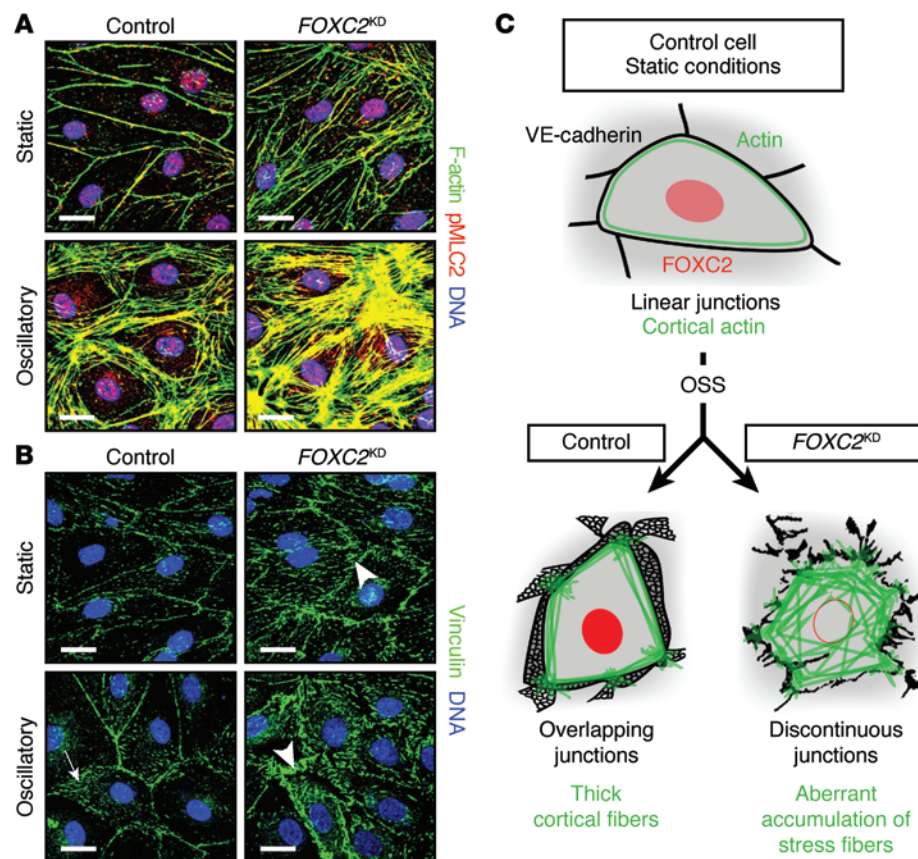 A
Control
FOXC2KD
Static
Oscillatory
F-actin pMLC2 DNA
B
Control
FOXC2KD
Static
Oscillatory
Vinculin DNA
C
Control cell
Static conditions
VE-cadherin
Actin
FOXC2
Linear junctions
Cortical actin
OSS
Control
FOXC2KD
Overlapping
junctions
Discontinuous
junctions
Thick
cortical fibers
Aberrant
accumulation of
stress fibers